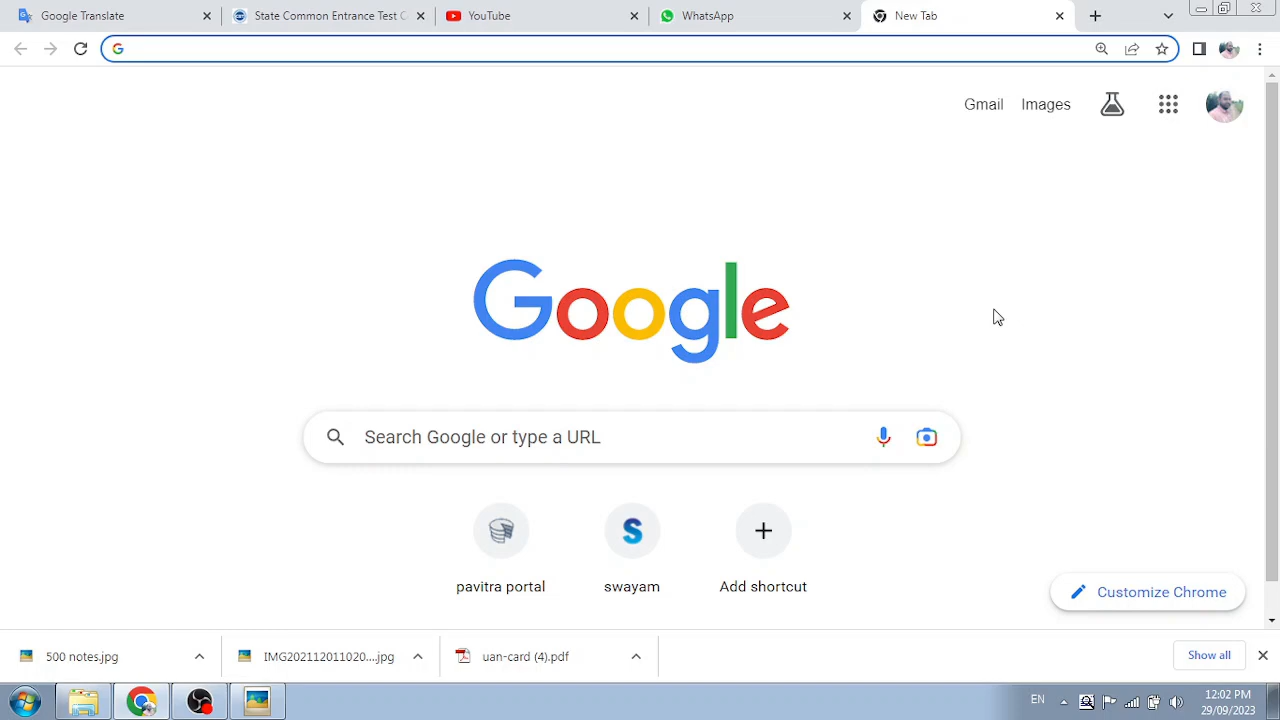 Google Translate
State Common Entrance Test C
YouTube
WhatsApp
New Tab
Gmail Images
Google
Search Google or type a URL
pavitra portal
swayam
Add shortcut
Customize Chrome
500 notes.jpg
IMG202112011020....jpg
uan-card (4).pdf
Show all
EN
12:02 PM
29/09/2023